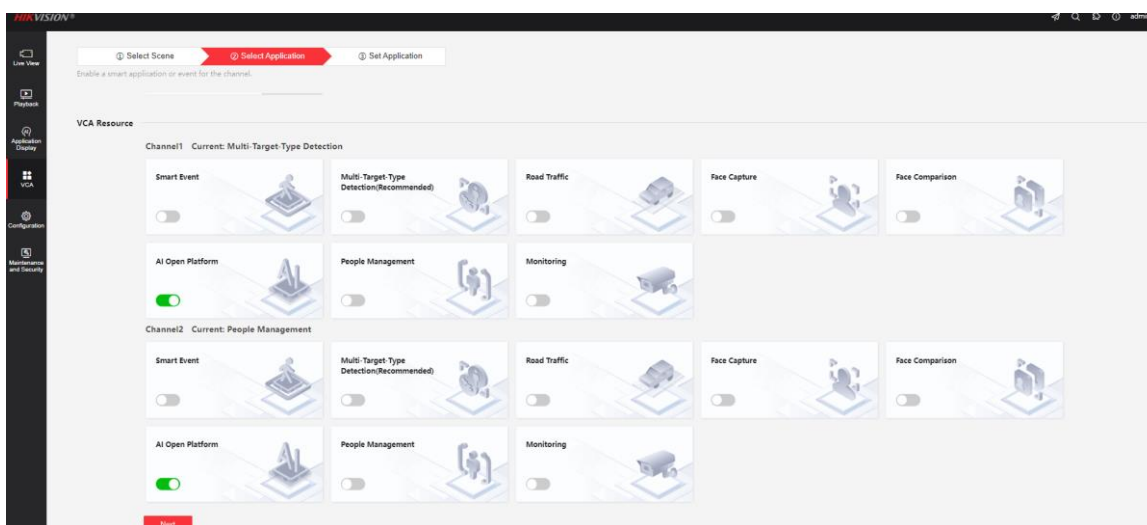 HIKVISION®
admi
Live View
Playback
Application
Display
VCA
Configuration
Maintenance
and Security
① Select Scene
② Select Application
③ Set Application
Enable a smart application or event for the channel.
VCA Resource
Channel1 Current: Multi-Target-Type Detection
Smart Event
Multi-Target-Type
Detection(Recommended)
Road Traffic
Face Capture
Face Comparison
AI Open Platform
People Management
Monitoring
Channel2 Current: People Management
Smart Event
Multi-Target-Type
Detection(Recommended)
Road Traffic
Face Capture
Face Comparison
AI Open Platform
People Management
Monitoring
Next